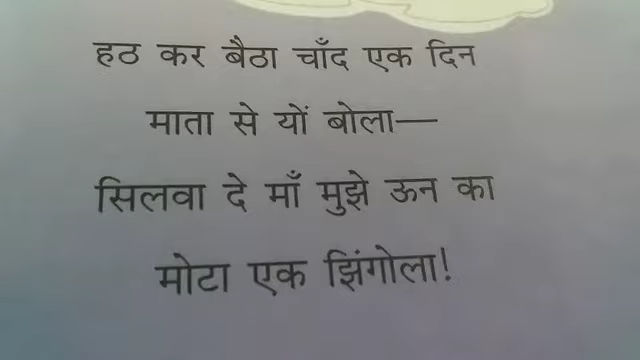 हठ कर बैठा चाँद एक दिन
माता से यों बोला—
सिलवा दे माँ मुझे ऊन का
मोटा एक झिंगोला!